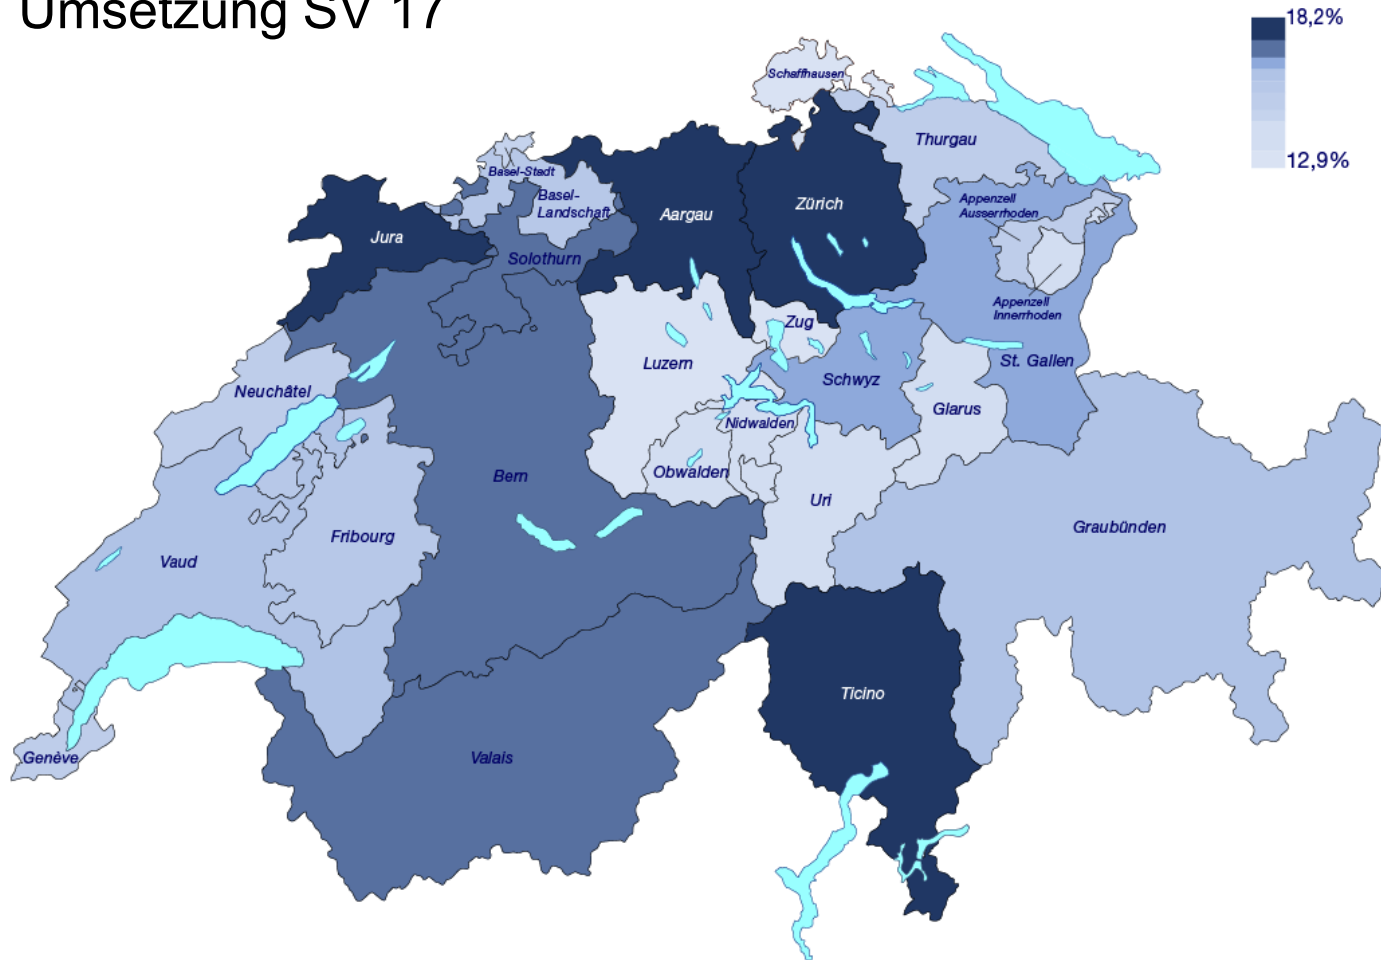 Umsetzung SV 17
18,2%
12,9%
Schaffhausen
Thurgau
Basel-Stadt
Basel-
Landschaft
Appenzell
Ausserrhoden
Zürich
Aargau
Jura
Solothurn
Appenzell
Innerrhoden
Zug
Luzern
St. Gallen
Schwyz
Neuchâtel
Glarus
Nidwalden
Obwalden
Bern
Uri
Graubünden
Fribourg
Vaud
Ticino
Genève
Valais